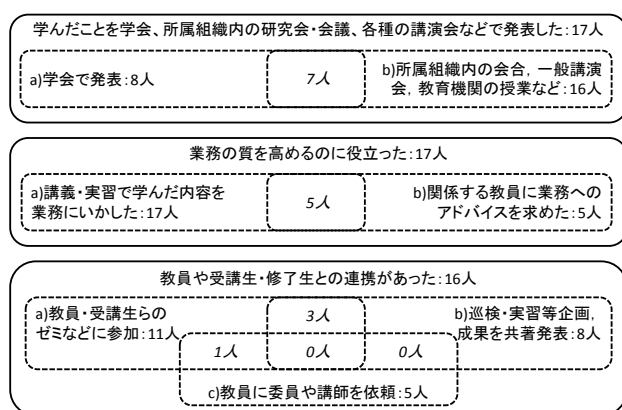 学んだことを学会、所属組織内の研究会・会議、各種の講演会などで発表した：17人
a)学会で発表：8人
7人
b)所属組織内の会合，一般講演
会，教育機関の授業など：16人
業務の質を高めるのに役立った：17人
a)講義・実習で学んだ内容を
業務にいかした：17人
5人
b)関係する教員に業務への
アドバイスを求めた：5人
教員や受講生・修了生との連携があった：16人
a)教員・受講生らの
ゼミなどに参加：11人
3人
b)巡検・実習等企画，
成果を共著発表：8人
1人
0人
0人
c)教員に委員や講師を依頼：5人